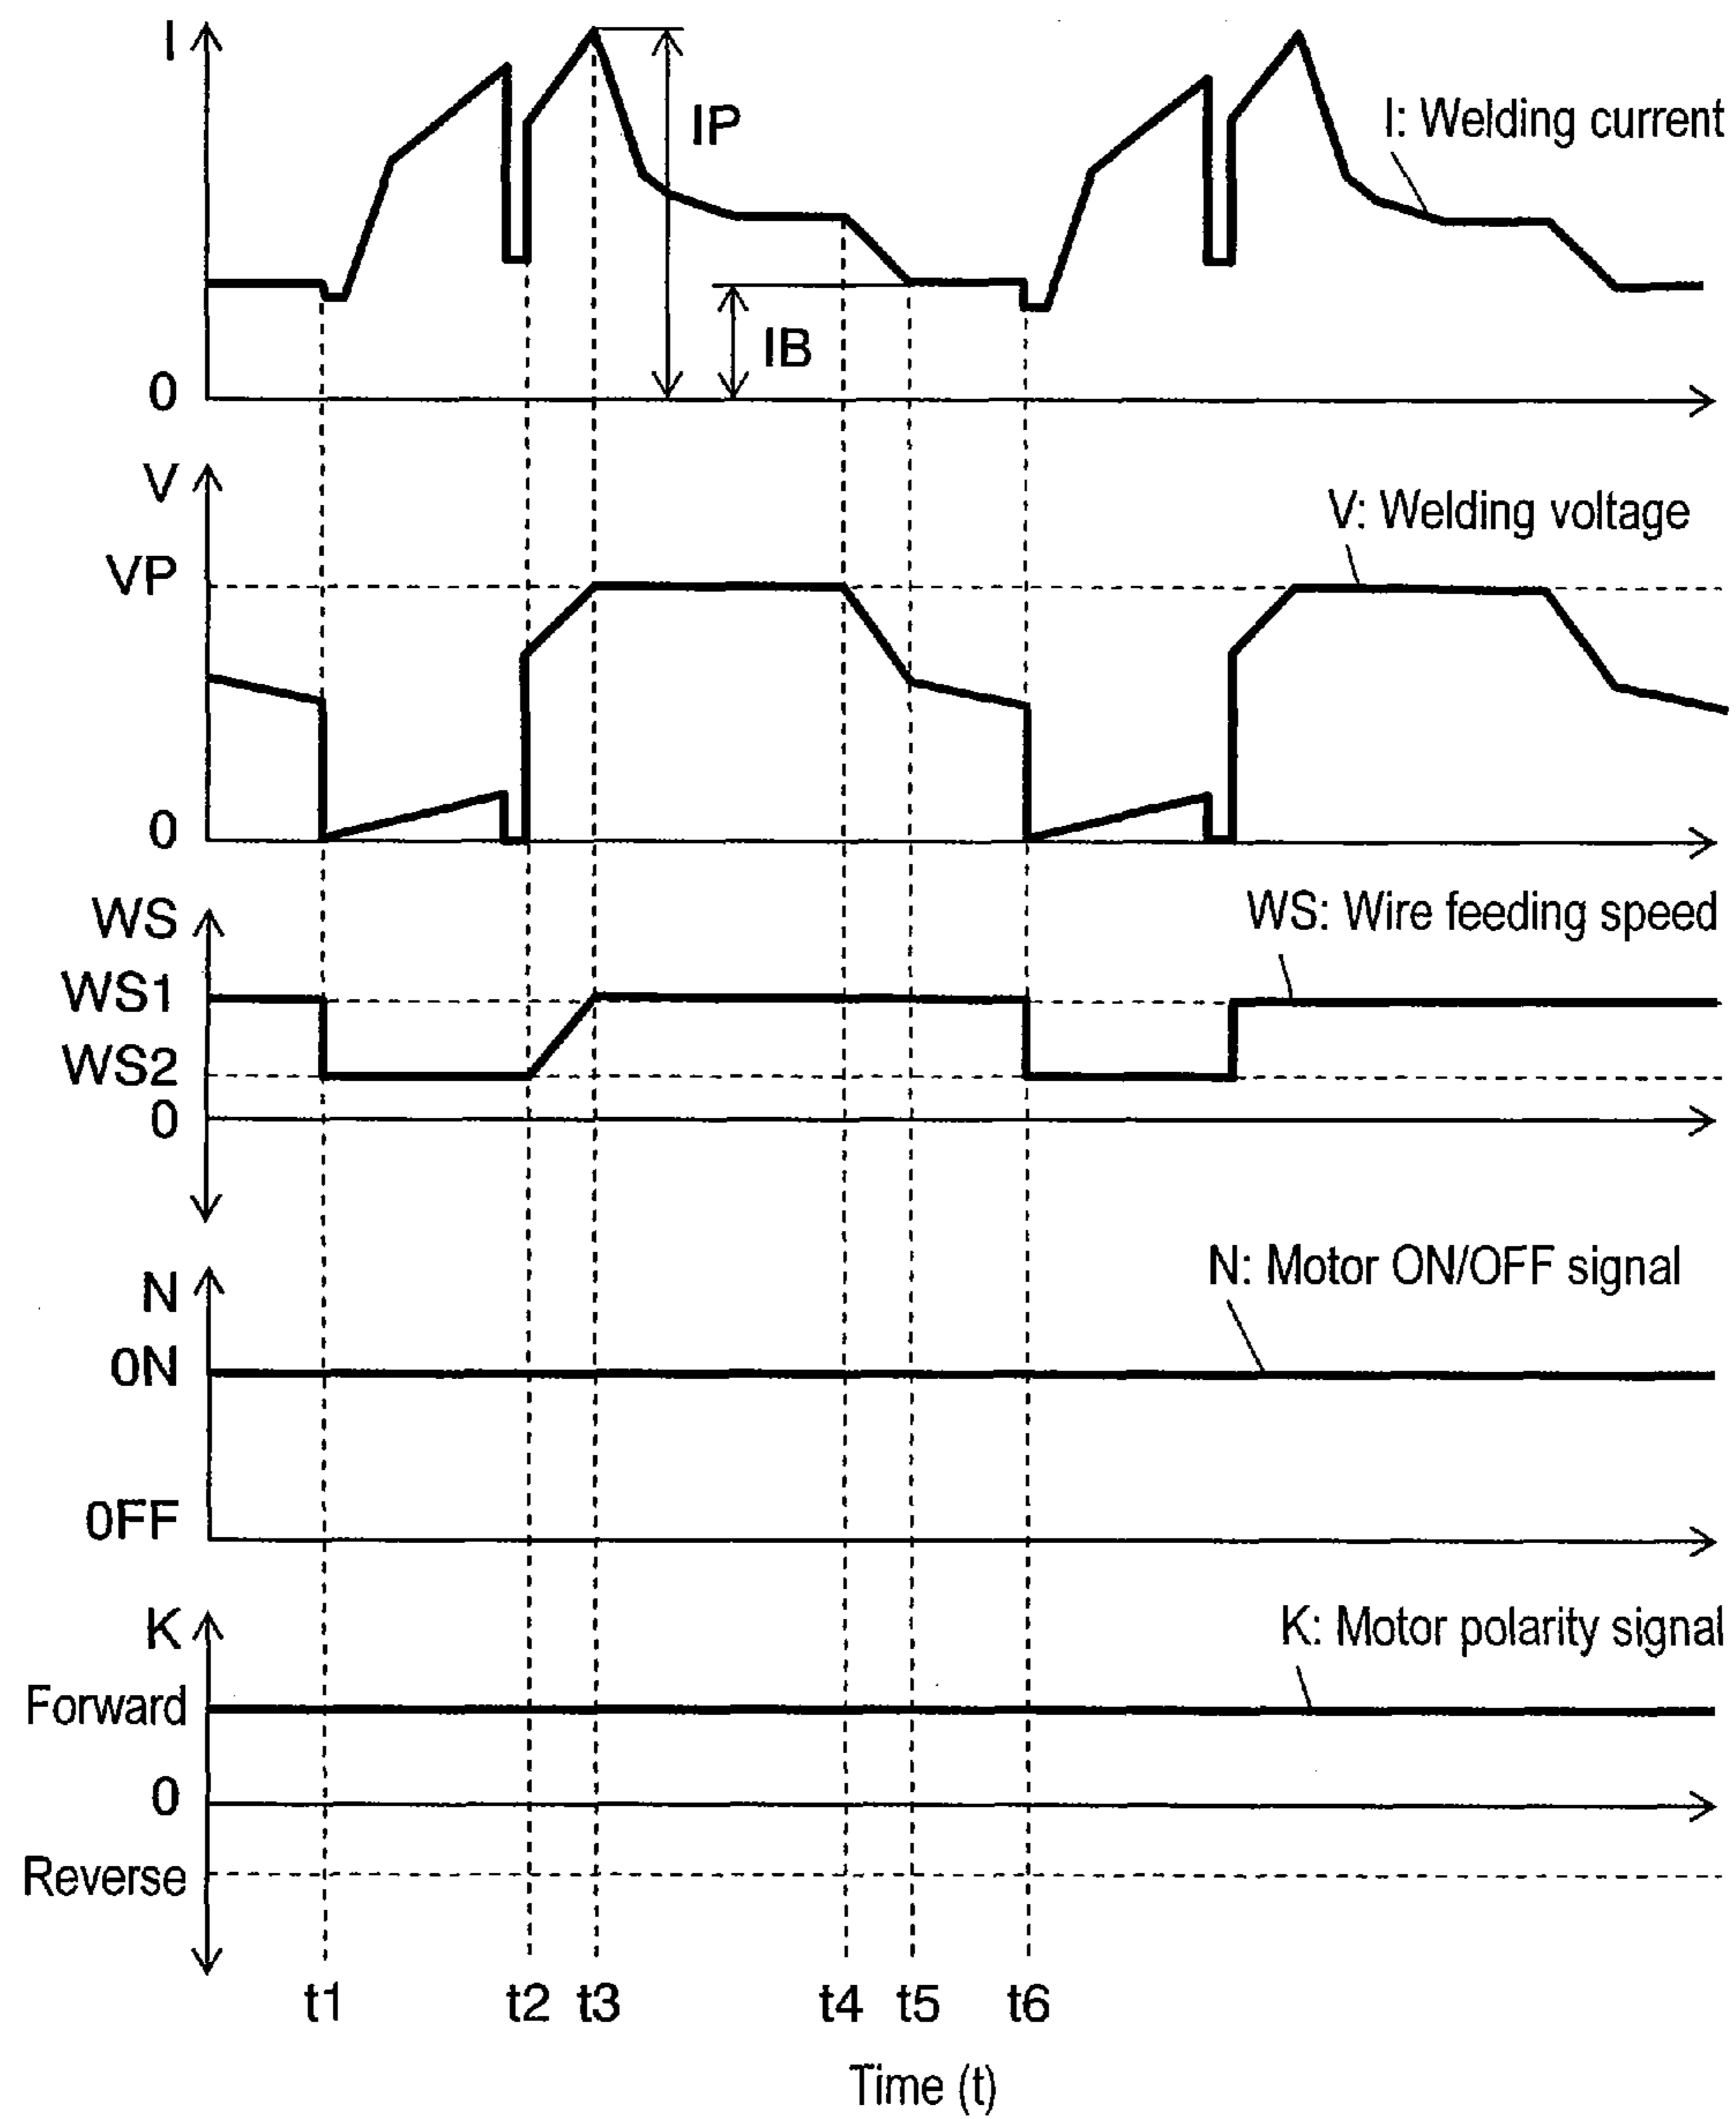 I
IP
I: Welding current
IB
0
V
V: Welding voltage
VP
0
WS
WS: Wire feeding speed
WS1
WS2
0
N
N: Motor ON/OFF signal
ON
OFF
K
K: Motor polarity signal
Forward
0
Reverse
t1 t2 t3 t4 t5 t6
Time (t)